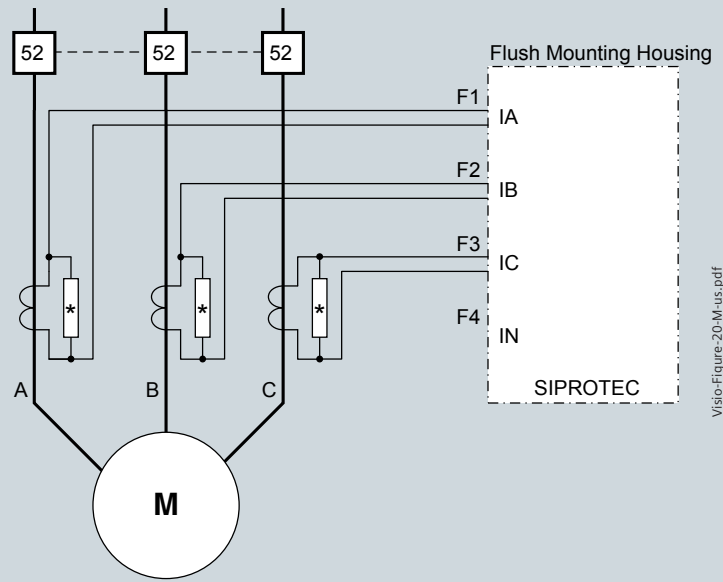 52 52 52
Flush Mounting Housing
F1
IA
F2
IB
F3
IC
F4
IN
* * *
A B C
SIPROTEC
M
Visio-Figure-20-M-us.pdf